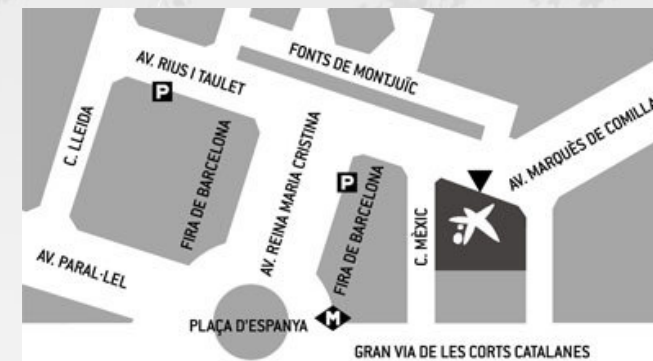 FONTS DE MONTJUÏC
AV. RIUS I TAULET
P
C. LLEIDA
FIRA DE BARCELONA
AV. REINA MARIA CRISTINA
P
FIRA DE BARCELONA
C. MÈXIC
AV. MARQUÈS DE COMILLA
AV. PARAL·LEL
PLAÇA D'ESPANYA
M
GRAN VIA DE LES CORTS CATALANES